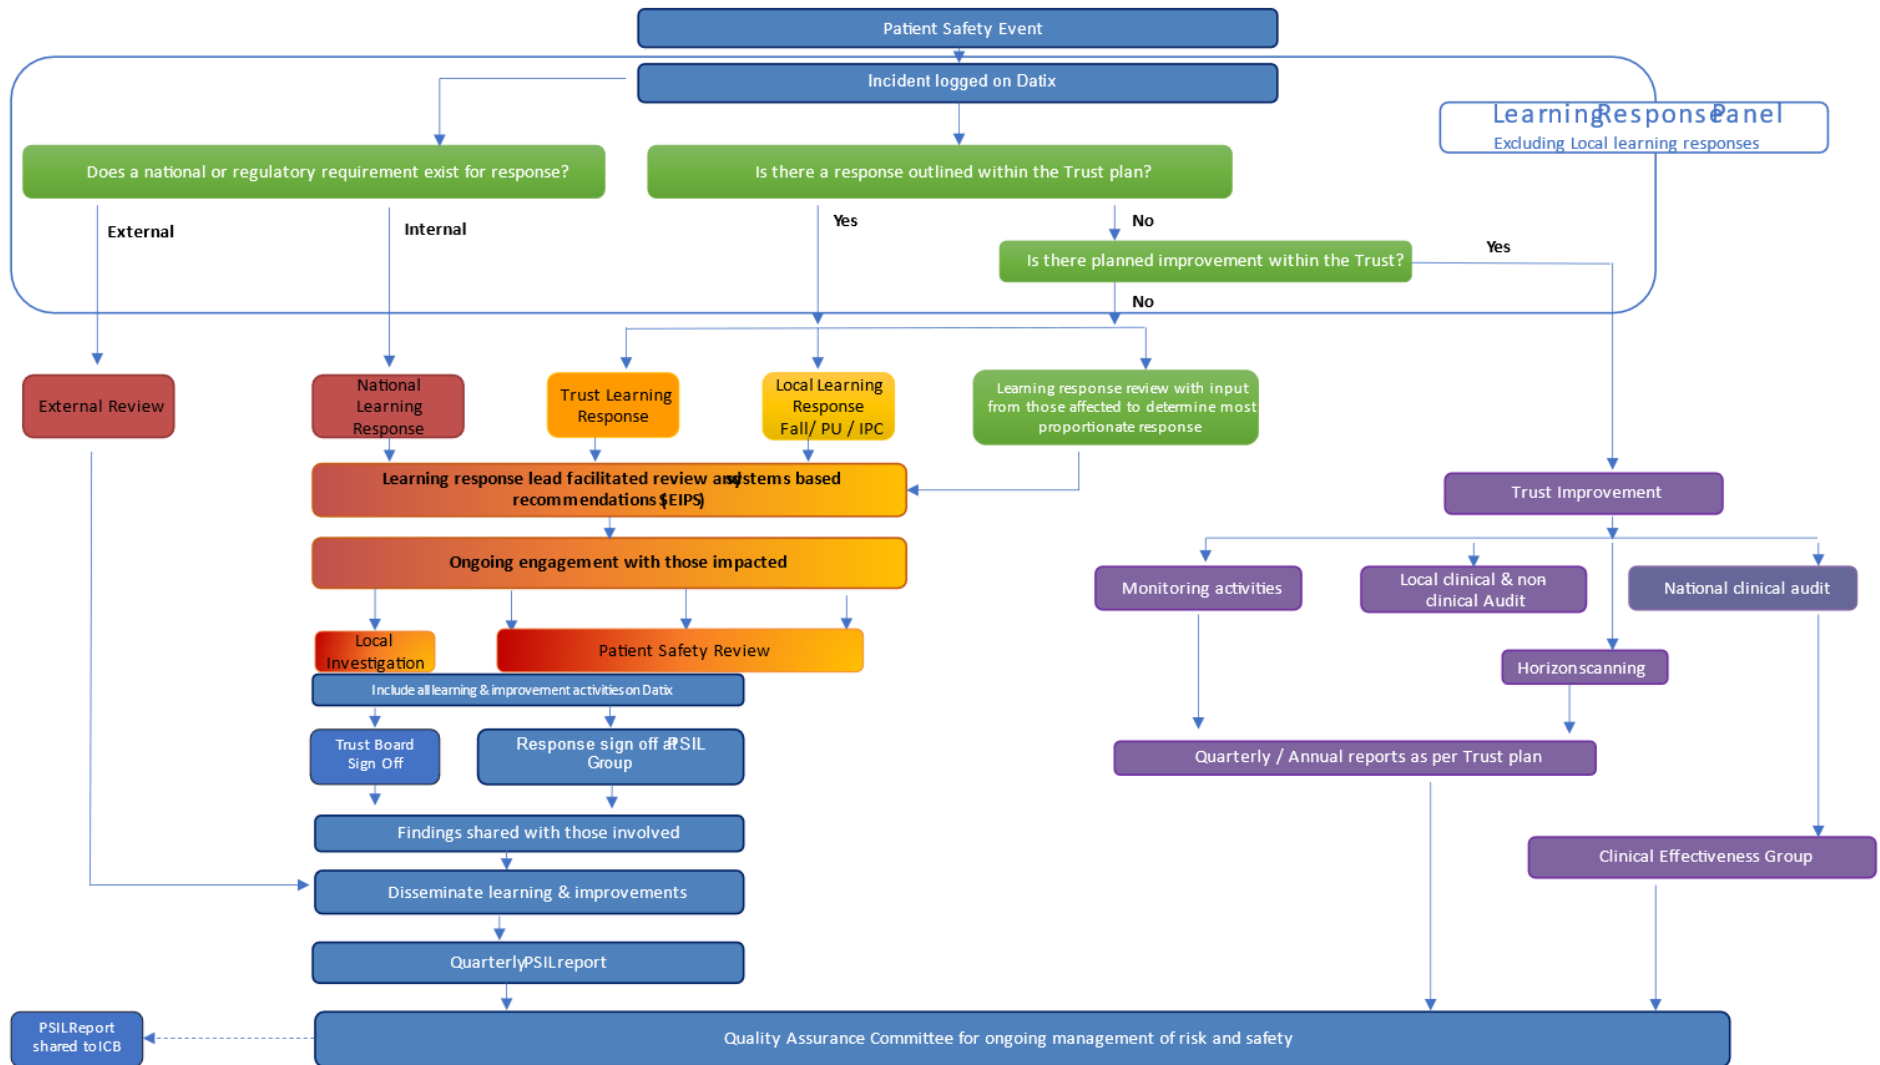 Patient Safety Event
Incident logged on Datix
Learning Response Panel
Excluding Local learning responses
Does a national or regulatory requirement exist for response?
Is there a response outlined within the Trust plan?
External
Internal
Yes
No
Yes
Is there planned improvement within the Trust?
No
External Review
National
Learning
Response
Trust Learning
Response
Local Learning
Response
Fall/ PU / IPC
Learning response review with input
from those affected to determine most
proportionate response
Learning response lead facilitated review and systems based
recommendations (SEIPS)
Trust Improvement
Ongoing engagement with those impacted
Monitoring activities
Local clinical & non-
clinical Audit
National clinical audit
Local
Investigation
Patient Safety Review
Horizon scanning
Include all learning & improvement activities on Datix
Trust Board
Sign Off
Response sign off at PSIL
Group
Quarterly / Annual reports as per Trust plan
Findings shared with those involved
Clinical Effectiveness Group
Disseminate learning & improvements
Quarterly PSIL report
PSIL Report
shared to ICB
Quality Assurance Committee for ongoing management of risk and safety